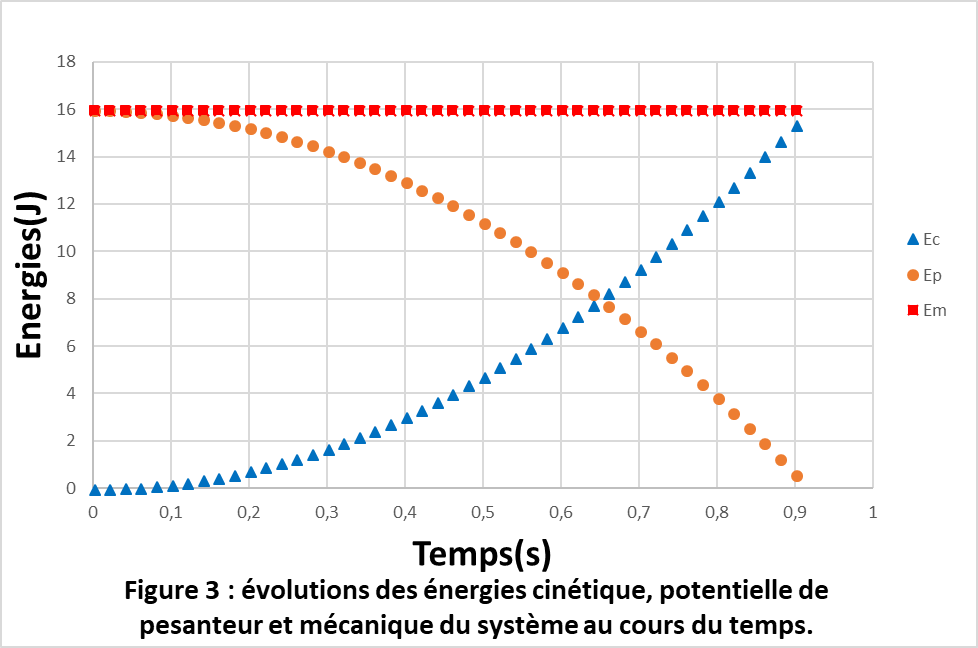 18
16
14
12
10
8
6
4
2
0
0 0,1 0,2 0,3 0,4 0,5 0,6 0,7 0,8 0,9 1
Energies(J)
Temps(s)
Ec
Ep
Em
Figure 3 : évolutions des énergies cinétique, potentielle de
pesanteur et mécanique du système au cours du temps.